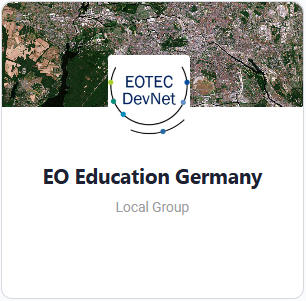 EOTEC
DevNet
EO Education Germany
Local Group